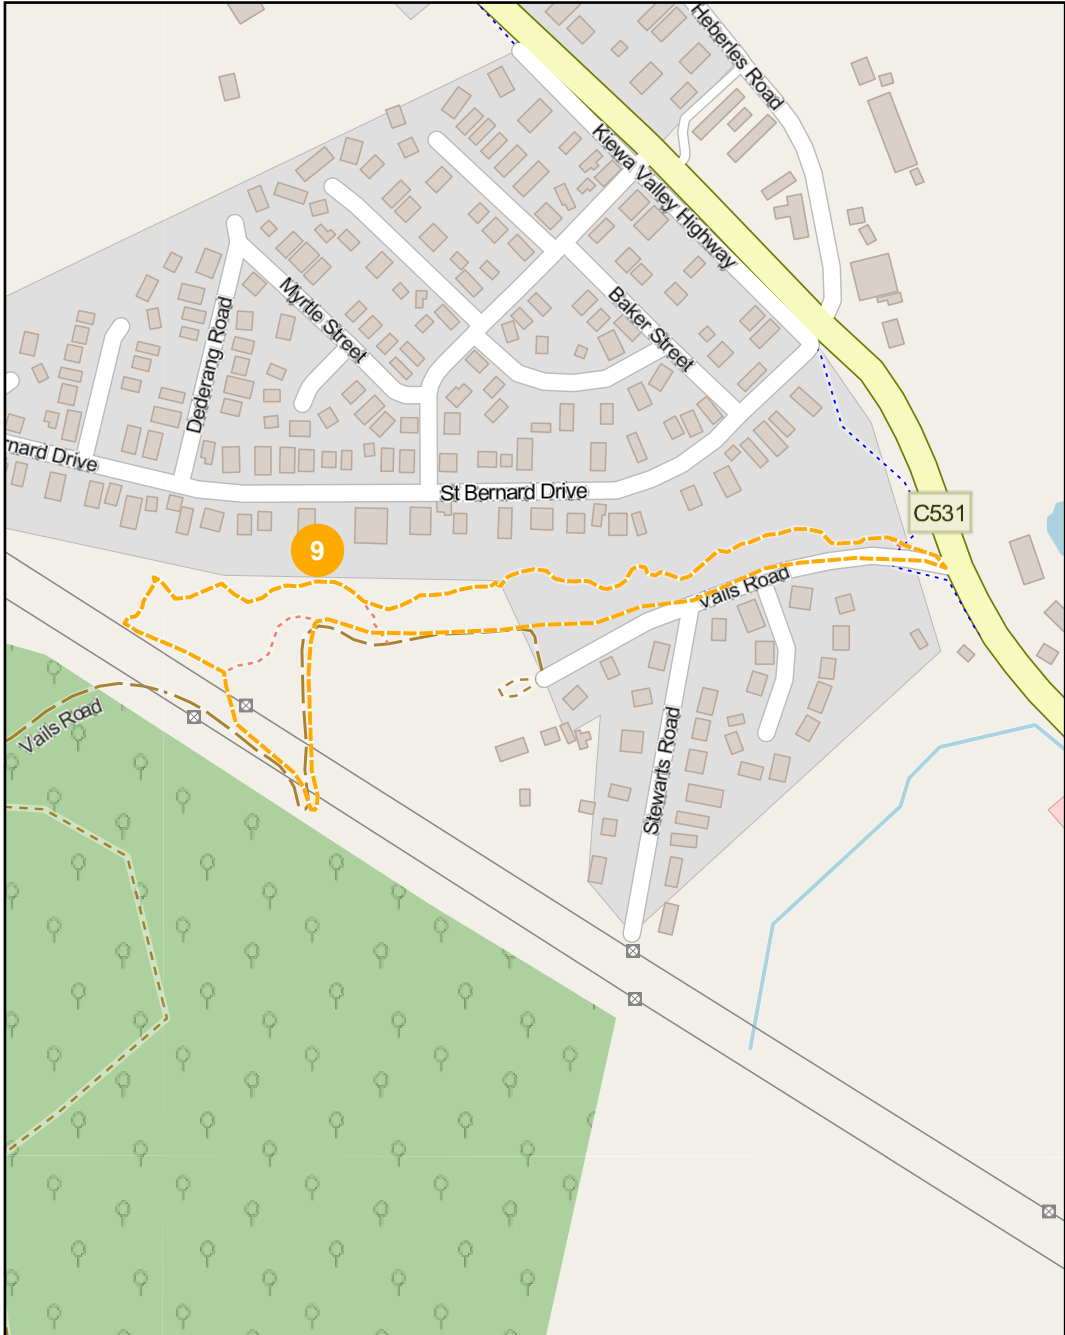 Heberles Road
Kiewa Valley Highway
Myrtle Street
Baker Street
Dederang Road
rnard Drive
St Bernard Drive
C531
9
Vails Road
Vails Road
Stewarts Road